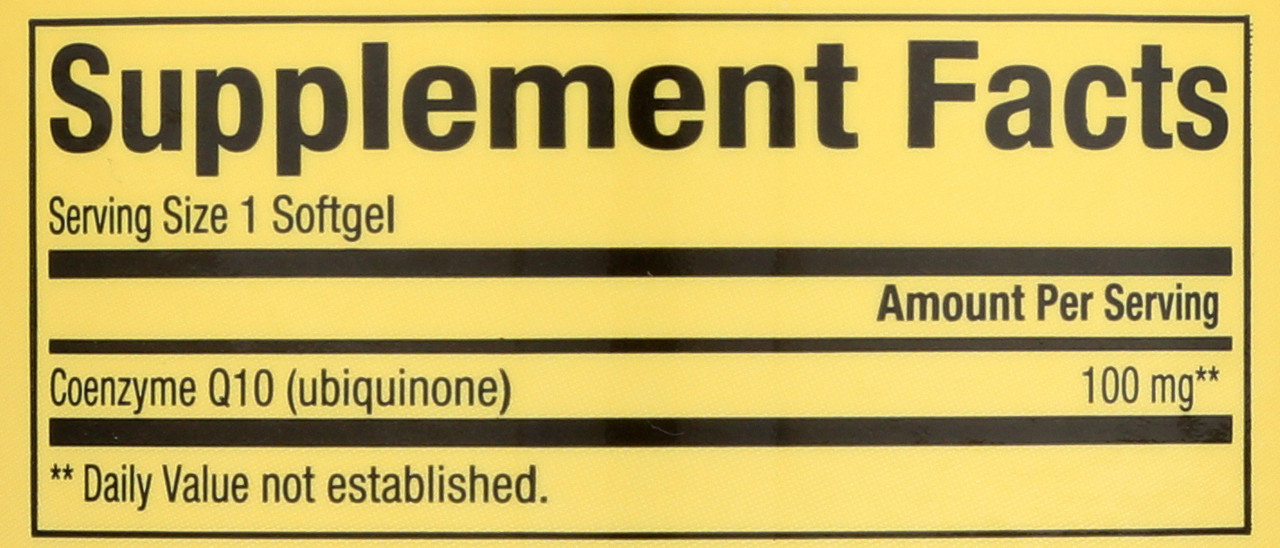 Supplement Facts
Serving Size 1 Softgel
Amount Per Serving
Coenzyme Q10 (ubiquinone) 100 mg**
** Daily Value not established.